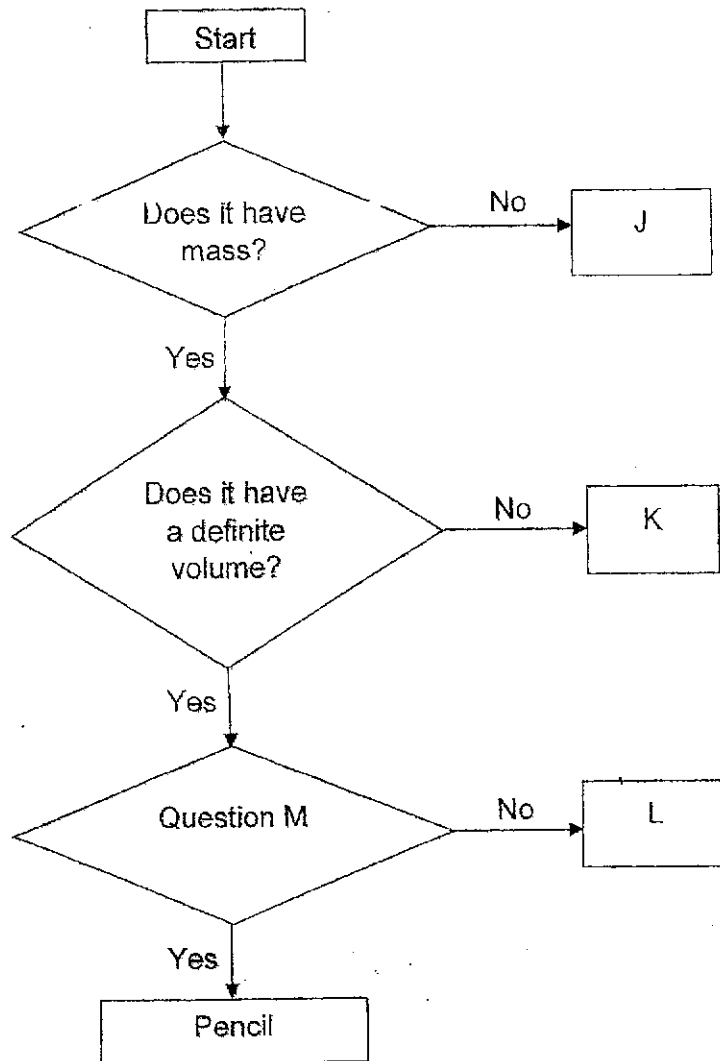 Start
Does it have
mass?
No
J
Yes
Does it have
a definite
volume?
No
K
Yes
Question M
No
L
Yes
Pencil